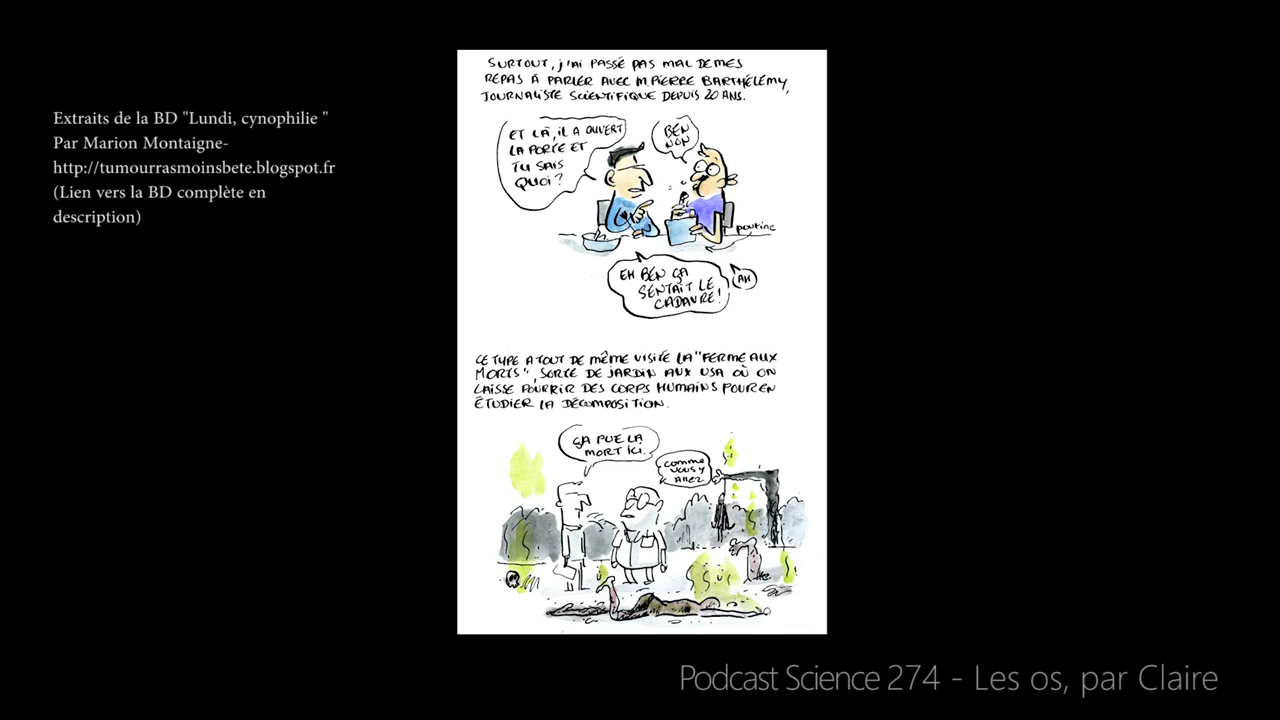 Extraits de la BD "Lundi, cynophilie "
Par Marion Montaigne-
http://tumourrasmoinsbete.blogspot.fr
(Lien vers la BD complète en
description)
SURTOUT, j'AI PASSÉ PAS MAL DE MES
REPAS À PARLER AVEC M. PIERRE BARTHÉLÉMY,
JOURNALISTE SCIENTIFIQUE DEPUIS 20 ANS.
ET LÀ, IL A OUVERT
LA PORTE ET
TU SAIS
QUOI ?
BEN
NON
poutine
EH BEN ÇA
SENTAIT LE
CADAVRE !
AH
CE TYPE A TOUT DE MÊME VISITÉ LA "FERME AUX
MORTS", SORTE DE JARDIN AUX USA OÙ ON
LAISSE POURRIR DES CORPS HUMAINS POUR EN
ÉTUDIER LA DÉCOMPOSITION.
ÇA PUE LA
MORT ICI.
COMME
VOUS Y
ALLEZ
Podcast Science 274 - Les os, par Claire